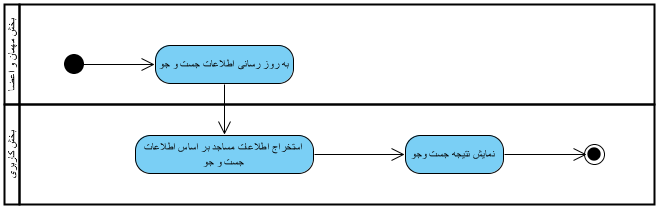 بخش مهمان و اعضا
به روز رسانی اطلاعات جست و جو
بخش کاربری
استخراج اطلاعات مساجد بر اساس اطلاعات
جست و جو
نمایش نتیجه جست وجو